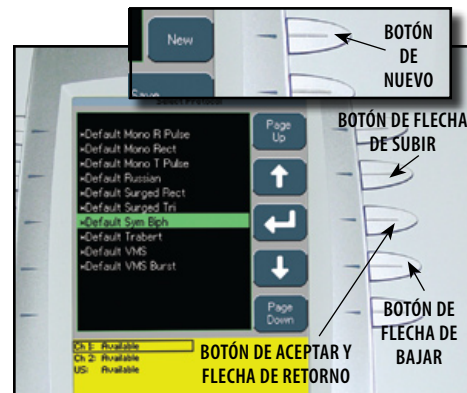 New
BOTÓN
DE
NUEVO
Save
Select Protocol
BOTÓN DE FLECHA
DE SUBIR
Page
Up
»Default Mono R Pulse
»Default Mono Rect
»Default Mono T Pulse
»Default Russian
»Default Surged Rect
»Default Surged Tri
»Default Sym Biph
»Default Trabert
»Default VMS
»Default VMS Burst
Page
Down
BOTÓN DE
FLECHA DE
BAJAR
Ch 1: Available
Ch 2: Available
US: Available
BOTÓN DE ACEPTAR Y
FLECHA DE RETORNO